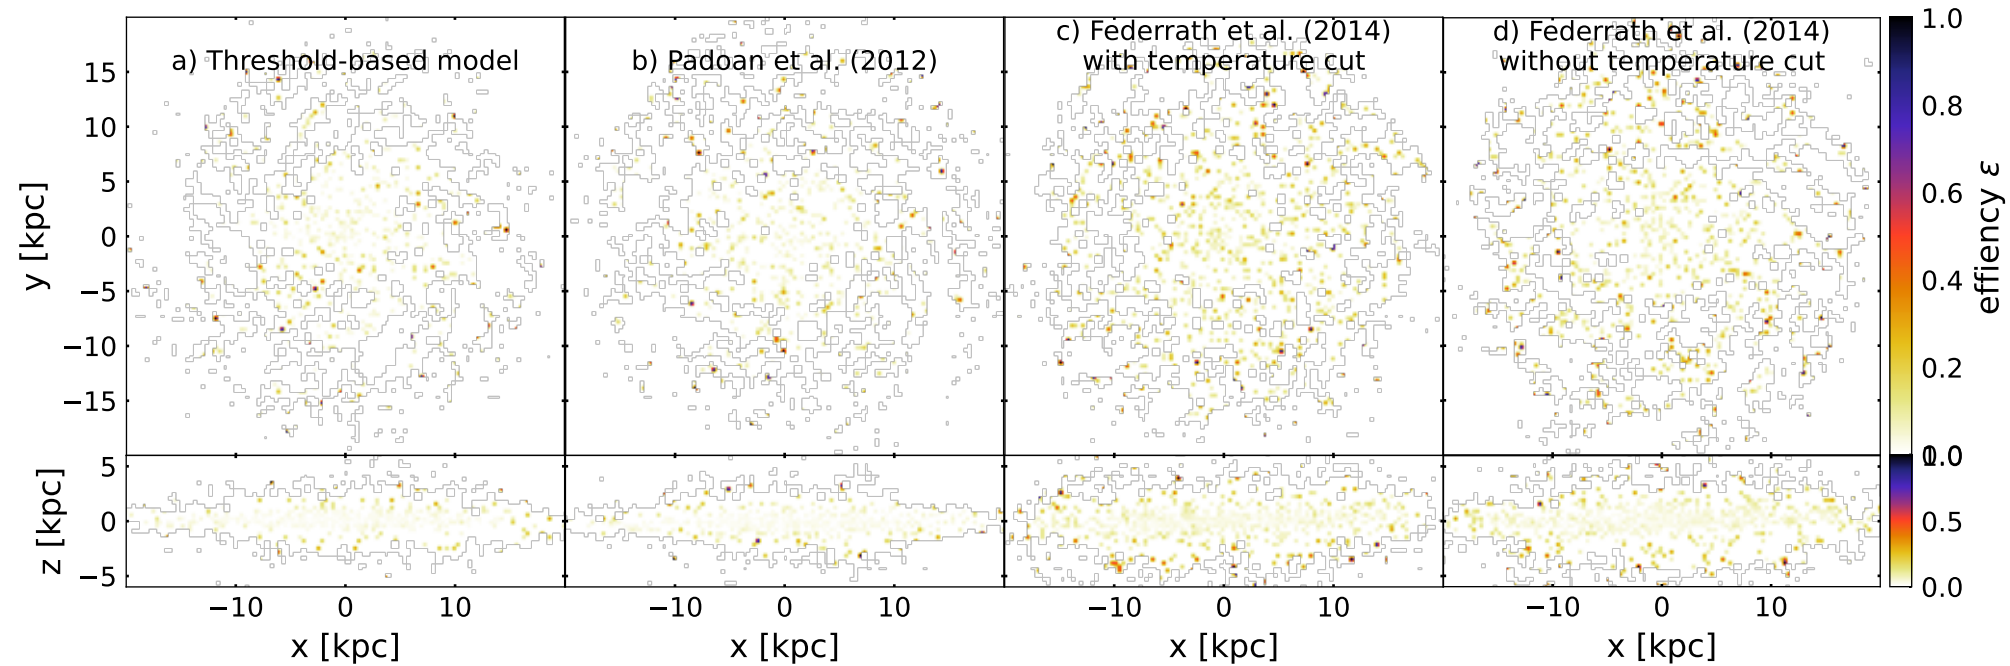 a) Threshold-based model
b) Padoan et al. (2012)
c) Federrath et al. (2014)
with temperature cut
d) Federrath et al. (2014)
without temperature cut
y [kpc]
15
10
5
0
−5
−10
−15
z [kpc]
5
0
−5
−10 0 10
x [kpc]
−10 0 10
x [kpc]
−10 0 10
x [kpc]
−10 0 10
x [kpc]
1.0
0.8
0.6
0.4
0.2
0.0
1.0
0.5
0.0
effiency ε